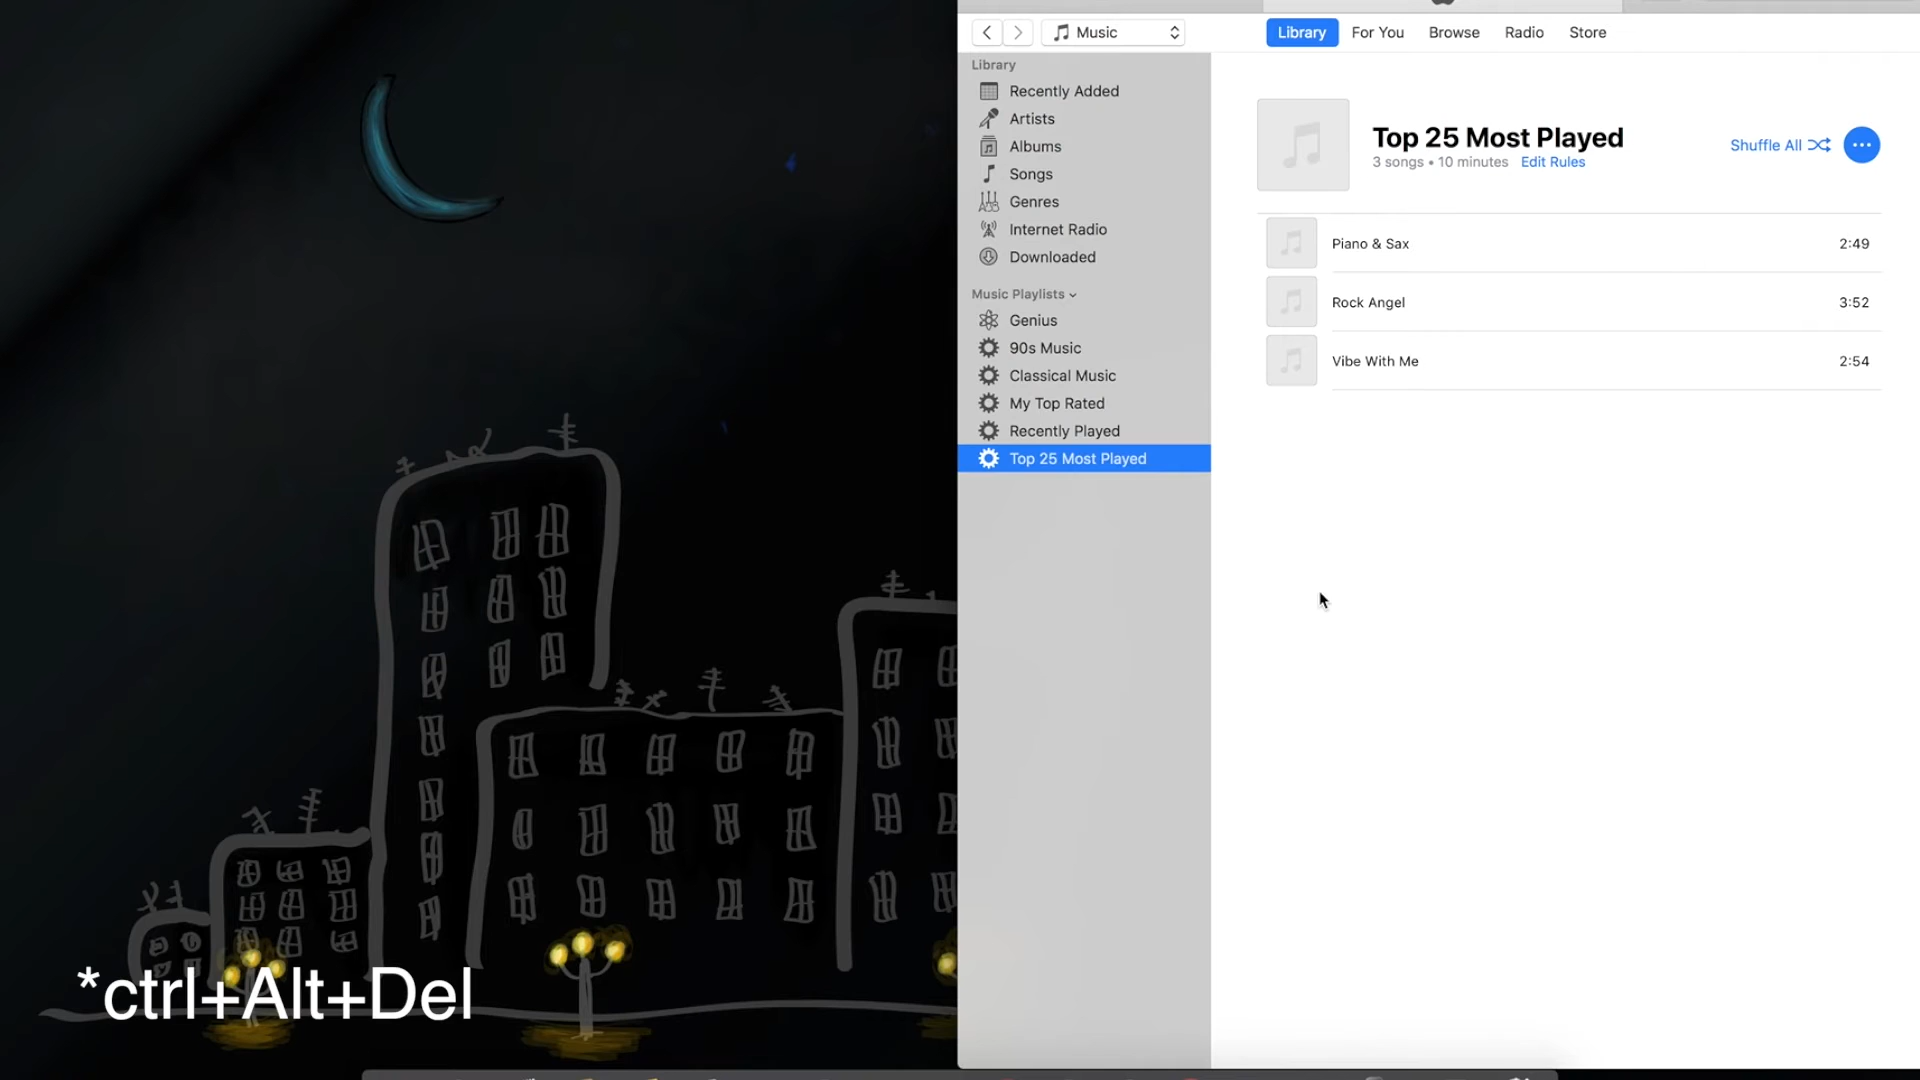 Music
Library
For You
Browse
Radio
Store
Library
Recently Added
Artists
Albums
Songs
Genres
Internet Radio
Downloaded
Music Playlists
Genius
90s Music
Classical Music
My Top Rated
Recently Played
Top 25 Most Played
Top 25 Most Played
3 songs • 10 minutes Edit Rules
Shuffle All
Piano & Sax 2:49
Rock Angel 3:52
Vibe With Me 2:54
*ctrl+Alt+Del